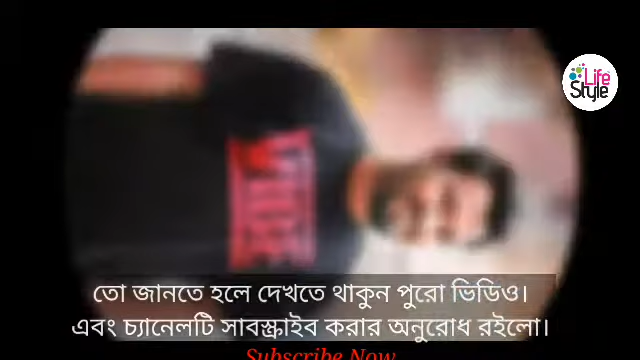 Life
Style
তো জানতে হলে দেখতে থাকুন পুরো ভিডিও।
এবং চ্যানেলটি সাবস্ক্রাইব করার অনুরোধ রইলো।
Subscribe Now